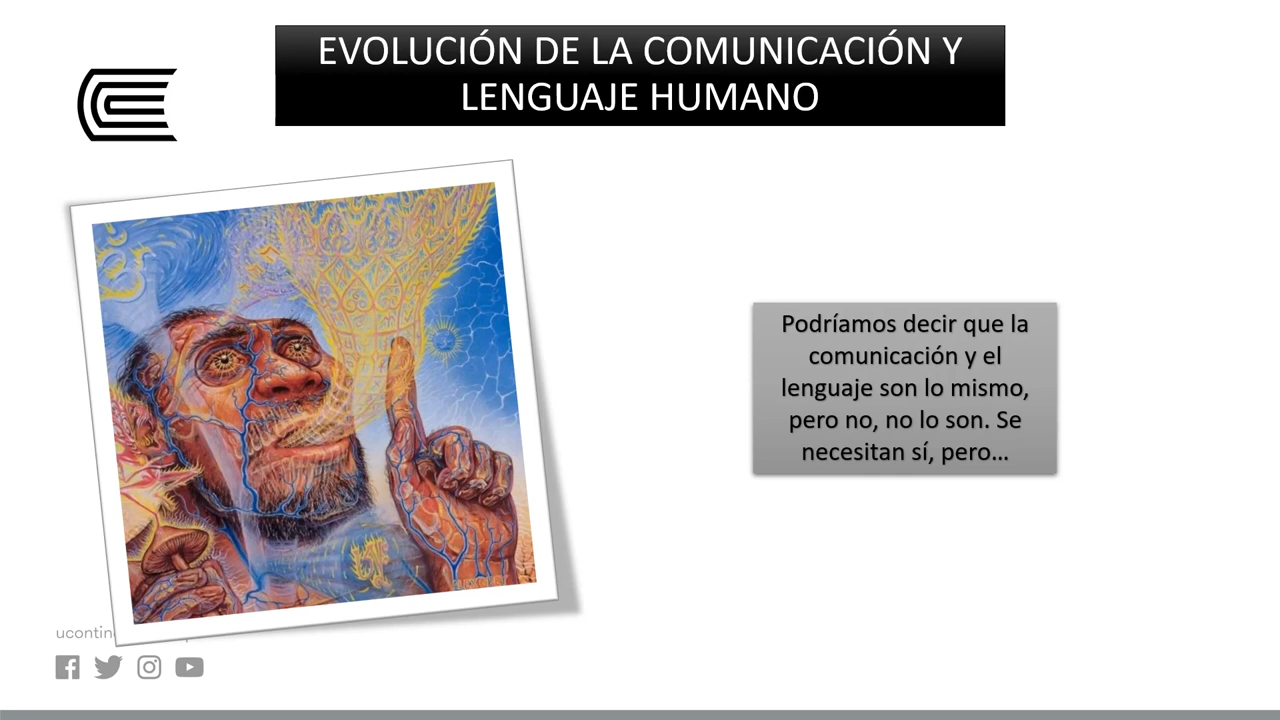 EVOLUCIÓN DE LA COMUNICACIÓN Y
LENGUAJE HUMANO
Podríamos decir que la
comunicación y el
lenguaje son lo mismo,
pero no, no lo son. Se
necesitan sí, pero...